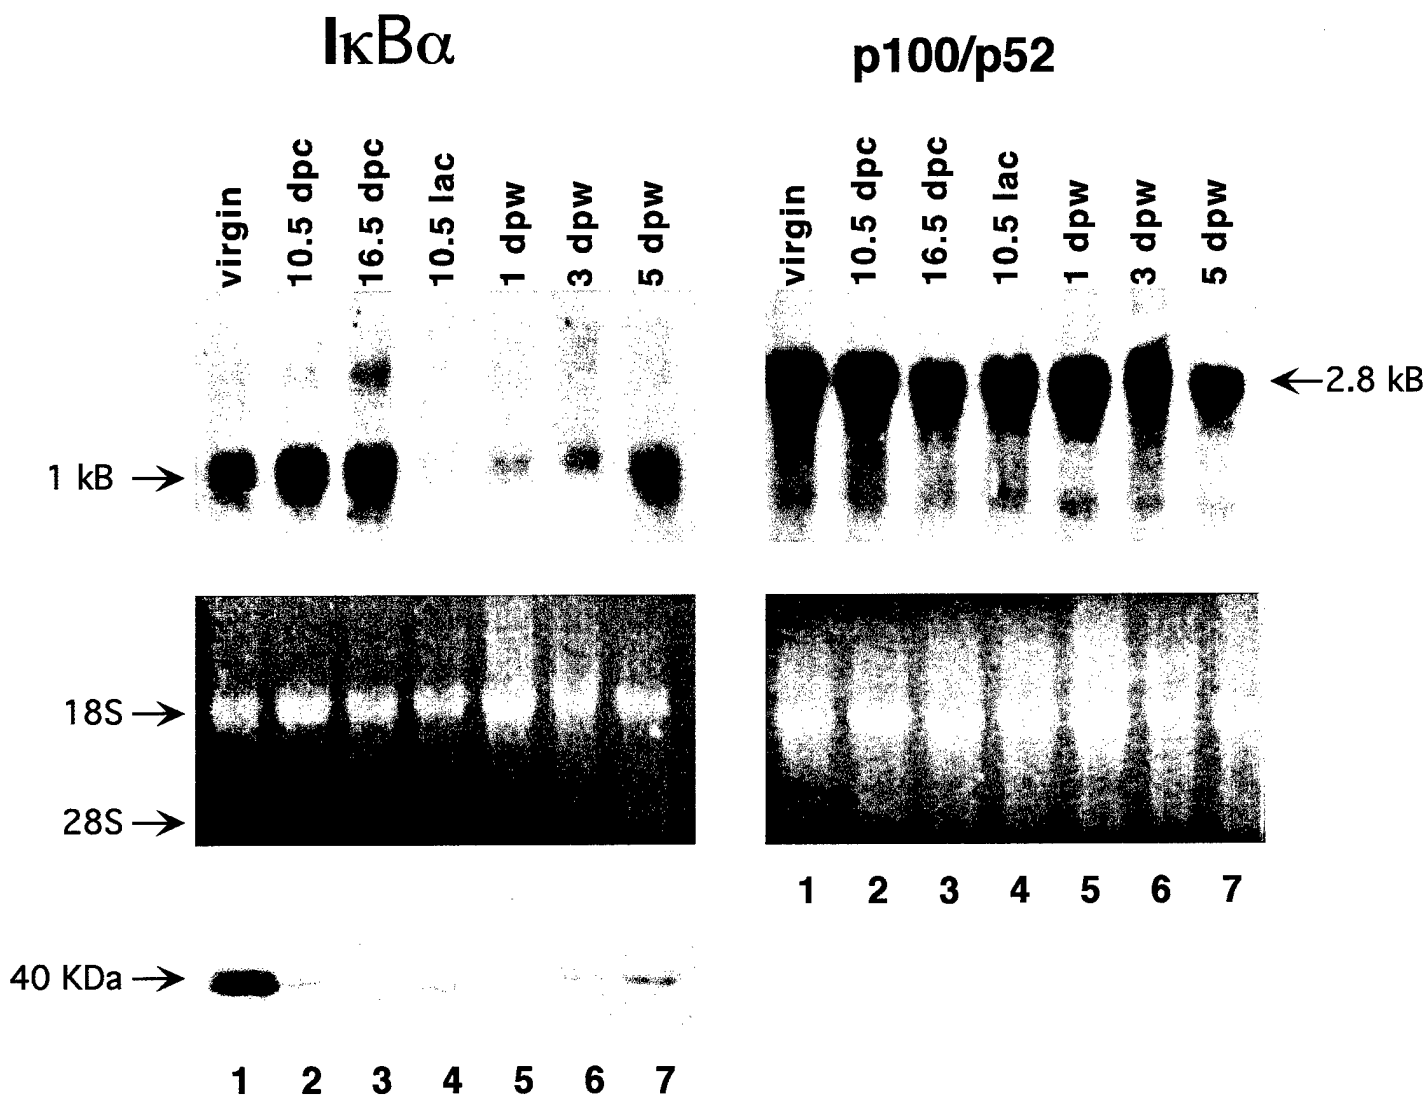 IκBα
p100/p52
virgin
10.5 dpc
16.5 dpc
10.5 lac
1 dpw
3 dpw
5 dpw
virgin
10.5 dpc
16.5 dpc
10.5 lac
1 dpw
3 dpw
5 dpw
2.8 kB
1 kB
18S
28S
1 2 3 4 5 6 7
40 KDa
1 2 3 4 5 6 7